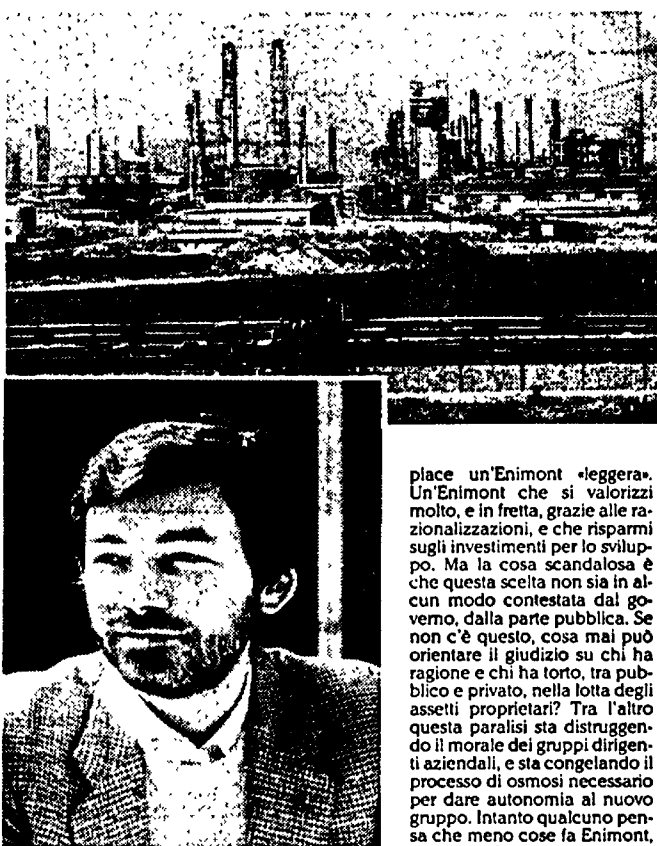 piace un'Enimont «leggera».
Un'Enimont che si valorizzi
molto, e in fretta, grazie alle ra-
zionalizzazioni, e che risparmi
sugli investimenti per lo svilup-
po. Ma la cosa scandalosa è
che questa scelta non sia in al-
cun modo contestata dal go-
verno, dalla parte pubblica. Se
non c'è questo, cosa mai può
orientare il giudizio su chi ha
ragione e chi ha torto, tra pub-
blico e privato, nella lotta degli
assetti proprietari? Tra l'altro
questa paralisi sta distruggen-
do il morale dei gruppi dirigen-
ti aziendali, e sta congelando il
processo di osmosi necessario
per dare autonomia al nuovo
gruppo. Intanto qualcuno pen-
sa che meno cose fa Enimont,